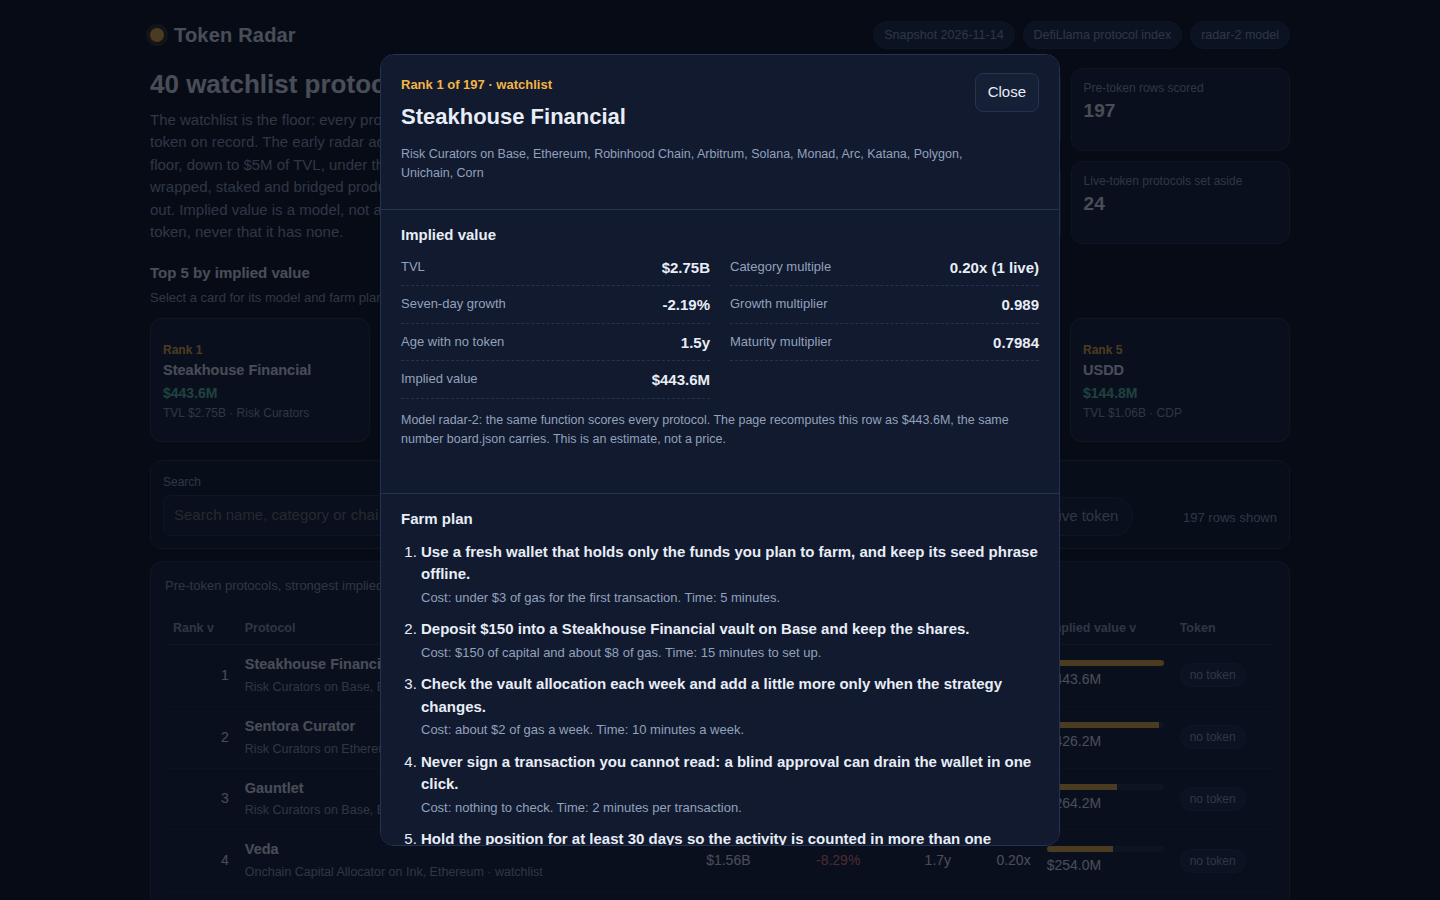 Token Radar
Snapshot 2026-11-14
DefiLlama protocol index
radar-2 model
40 watchlist
The watchlist is the floor: every
token on record. The early radar
floor, down to $5M of TVL, under
wrapped, staked and bridged
out. Implied value is a model, not a
token, never that it has none.
Pre-token rows scored
197
Live-token protocols set aside
24
Top 5 by implied value
Select a card for its model and farm
Rank 1
Steakhouse Financial
$443.6M
TVL $2.75B · Risk Curators
Rank 5
USDD
$144.8M
TVL $1.06B · CDP
Search
Search name, category or
token
197 rows shown
Pre-token protocols, strongest
Rank v
Protocol
value v
Token
1
Steakhouse
Risk Curators on Base,
no token
2
Sentora Curator
Risk Curators on
no token
3
Gauntlet
Risk Curators on Base,
no token
4
Veda
Onchain Capital Allocator on Ink, Ethereum · watchlist
$1.56B
-8.29%
1.7y
0.20x
$254.0M
no token
Rank 1 of 197 · watchlist
Close
Steakhouse Financial
Risk Curators on Base, Ethereum, Robinhood Chain, Arbitrum, Solana, Monad, Arc, Katana, Polygon,
Unichain, Corn
Implied value
TVL $2.75B
Category multiple 0.20x (1 live)
Seven-day growth -2.19%
Growth multiplier 0.989
Age with no token 1.5y
Maturity multiplier 0.7984
Implied value $443.6M
Model radar-2: the same function scores every protocol. The page recomputes this row as $443.6M, the same
number board.json carries. This is an estimate, not a price.
Farm plan
1. Use a fresh wallet that holds only the funds you plan to farm, and keep its seed phrase
offline.
Cost: under $3 of gas for the first transaction. Time: 5 minutes.
2. Deposit $150 into a Steakhouse Financial vault on Base and keep the shares.
Cost: $150 of capital and about $8 of gas. Time: 15 minutes to set up.
3. Check the vault allocation each week and add a little more only when the strategy
changes.
Cost: about $2 of gas a week. Time: 10 minutes a week.
4. Never sign a transaction you cannot read: a blind approval can drain the wallet in one
click.
Cost: nothing to check. Time: 2 minutes per transaction.
5. Hold the position for at least 30 days so the activity is counted in more than one